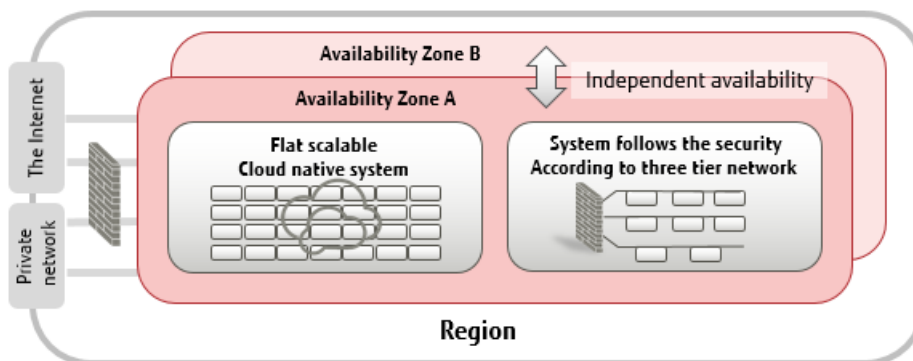 Availability Zone B
Independent availability
Availability Zone A
The Internet
Private
network
Flat scalable
Cloud native system
System follows the security
According to three tier network
Region